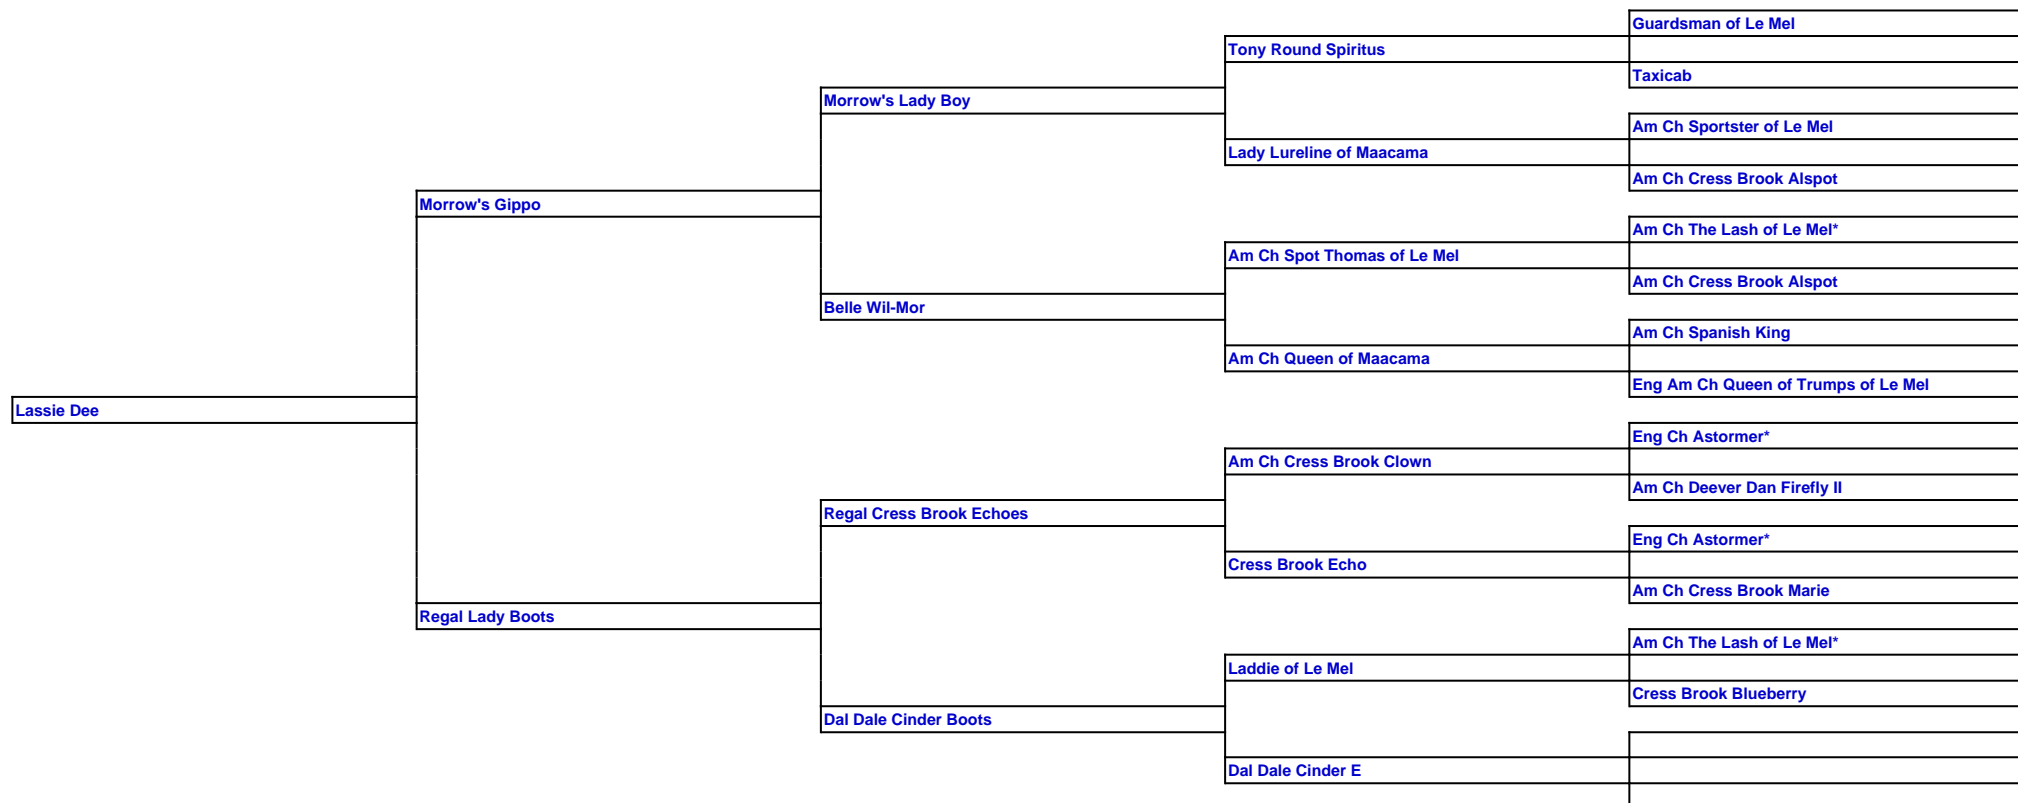 Guardsman of Le Mel
Tony Round Spiritus
Taxicab
Morrow's Lady Boy
Am Ch Sportster of Le Mel
Lady Lureline of Maacama
Am Ch Cress Brook Alspot
Morrow's Gippo
Am Ch The Lash of Le Mel*
Am Ch Spot Thomas of Le Mel
Am Ch Cress Brook Alspot
Belle Wil-Mor
Am Ch Spanish King
Am Ch Queen of Maacama
Eng Am Ch Queen of Trumps of Le Mel
Lassie Dee
Eng Ch Astormer*
Am Ch Cress Brook Clown
Am Ch Deever Dan Firefly II
Regal Cress Brook Echoes
Eng Ch Astormer*
Cress Brook Echo
Am Ch Cress Brook Marie
Regal Lady Boots
Am Ch The Lash of Le Mel*
Laddie of Le Mel
Cress Brook Blueberry
Dal Dale Cinder Boots
Dal Dale Cinder E